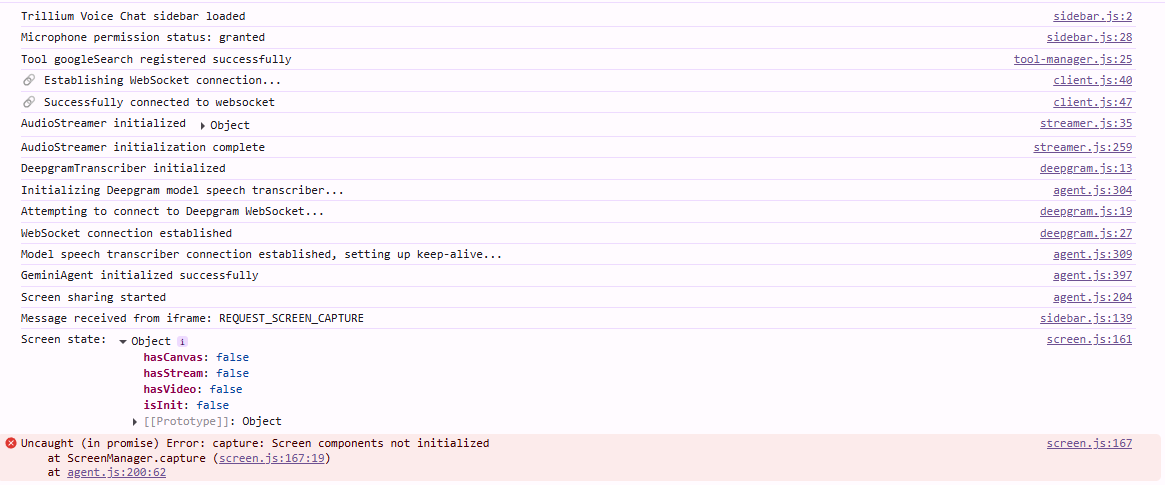 Trillium Voice Chat sidebar loaded sidebar.js:2
Microphone permission status: granted sidebar.js:28
Tool googleSearch registered successfully tool-manager.js:25
🔗 Establishing WebSocket connection... client.js:40
🔗 Successfully connected to websocket client.js:47
AudioStreamer initialized ▶ Object streamer.js:35
AudioStreamer initialization complete streamer.js:259
DeepgramTranscriber initialized deepgram.js:13
Initializing Deepgram model speech transcriber... agent.js:304
Attempting to connect to Deepgram WebSocket... deepgram.js:19
WebSocket connection established deepgram.js:27
Model speech transcriber connection established, setting up keep-alive... agent.js:309
GeminiAgent initialized successfully agent.js:397
Screen sharing started agent.js:204
Message received from iframe: REQUEST_SCREEN_CAPTURE sidebar.js:139
Screen state: ▼ Object i screen.js:161
hasCanvas: false
hasStream: false
hasVideo: false
isInit: false
▶ [[Prototype]]: Object
Uncaught (in promise) Error: capture: Screen components not initialized screen.js:167
at ScreenManager.capture (screen.js:167:19)
at agent.js:200:62